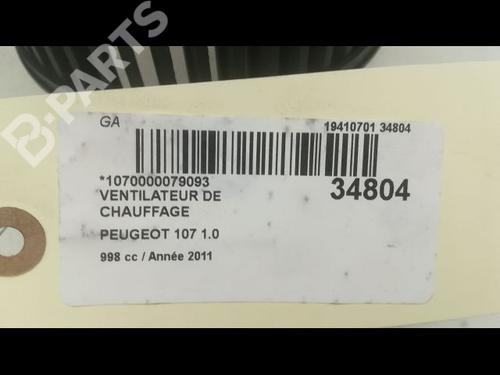 B-PARTS
GA
19410701 34804
*1070000079093
34804
VENTILATEUR DE
CHAUFFAGE
PEUGEOT 107 1.0
998 cc / Année 2011